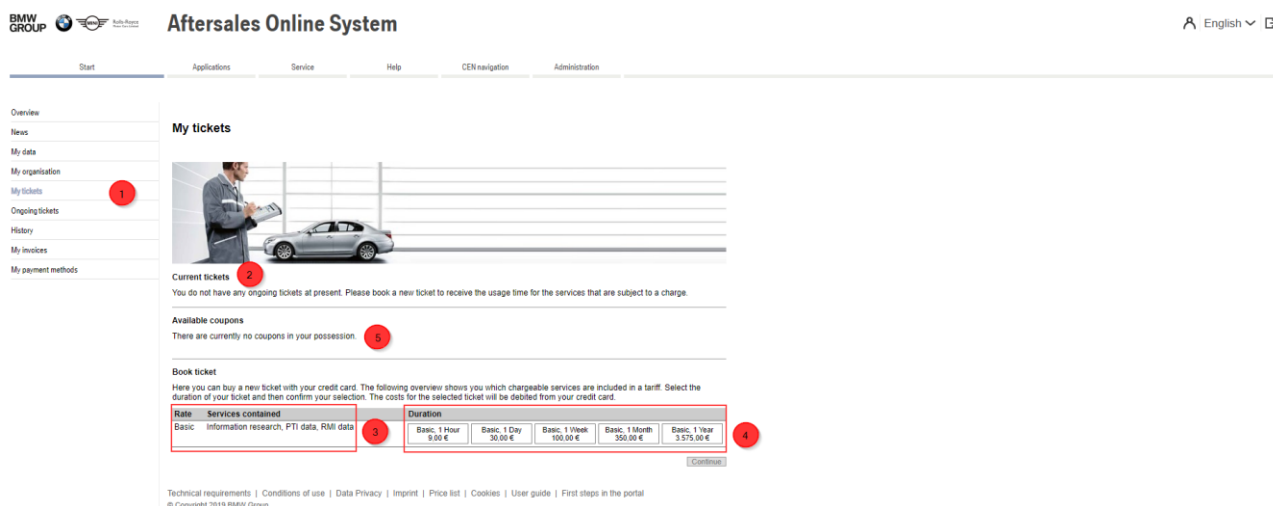 BMW
GROUP
MINI
Rolls-Royce
Aftersales Online System
English
Start Applications Service Help CEN navigation Administration
Overview
News
My data
My organisation
My tickets
Ongoing tickets
History
My invoices
My payment methods
1
My tickets
Current tickets 2
You do not have any ongoing tickets at present. Please book a new ticket to receive the usage time for the services that are subject to a charge.
Available coupons
There are currently no coupons in your possession. 5
Book ticket
Here you can buy a new ticket with your credit card. The following overview shows you which chargeable services are included in a tariff. Select the
duration of your ticket and then confirm your selection. The costs for the selected ticket will be debited from your credit card.
Rate Services contained Duration
Basic Information research, PTI data, RMI data 3
Basic, 1 Hour
9.00 €
Basic, 1 Day
30,00 €
Basic, 1 Week
100,00 €
Basic, 1 Month
350,00 €
Basic, 1 Year
3.575,00 €
4
Continue
Technical requirements | Conditions of use | Data Privacy | Imprint | Price list | Cookies | User guide | First steps in the portal
© Copyright 2019 BMW Group